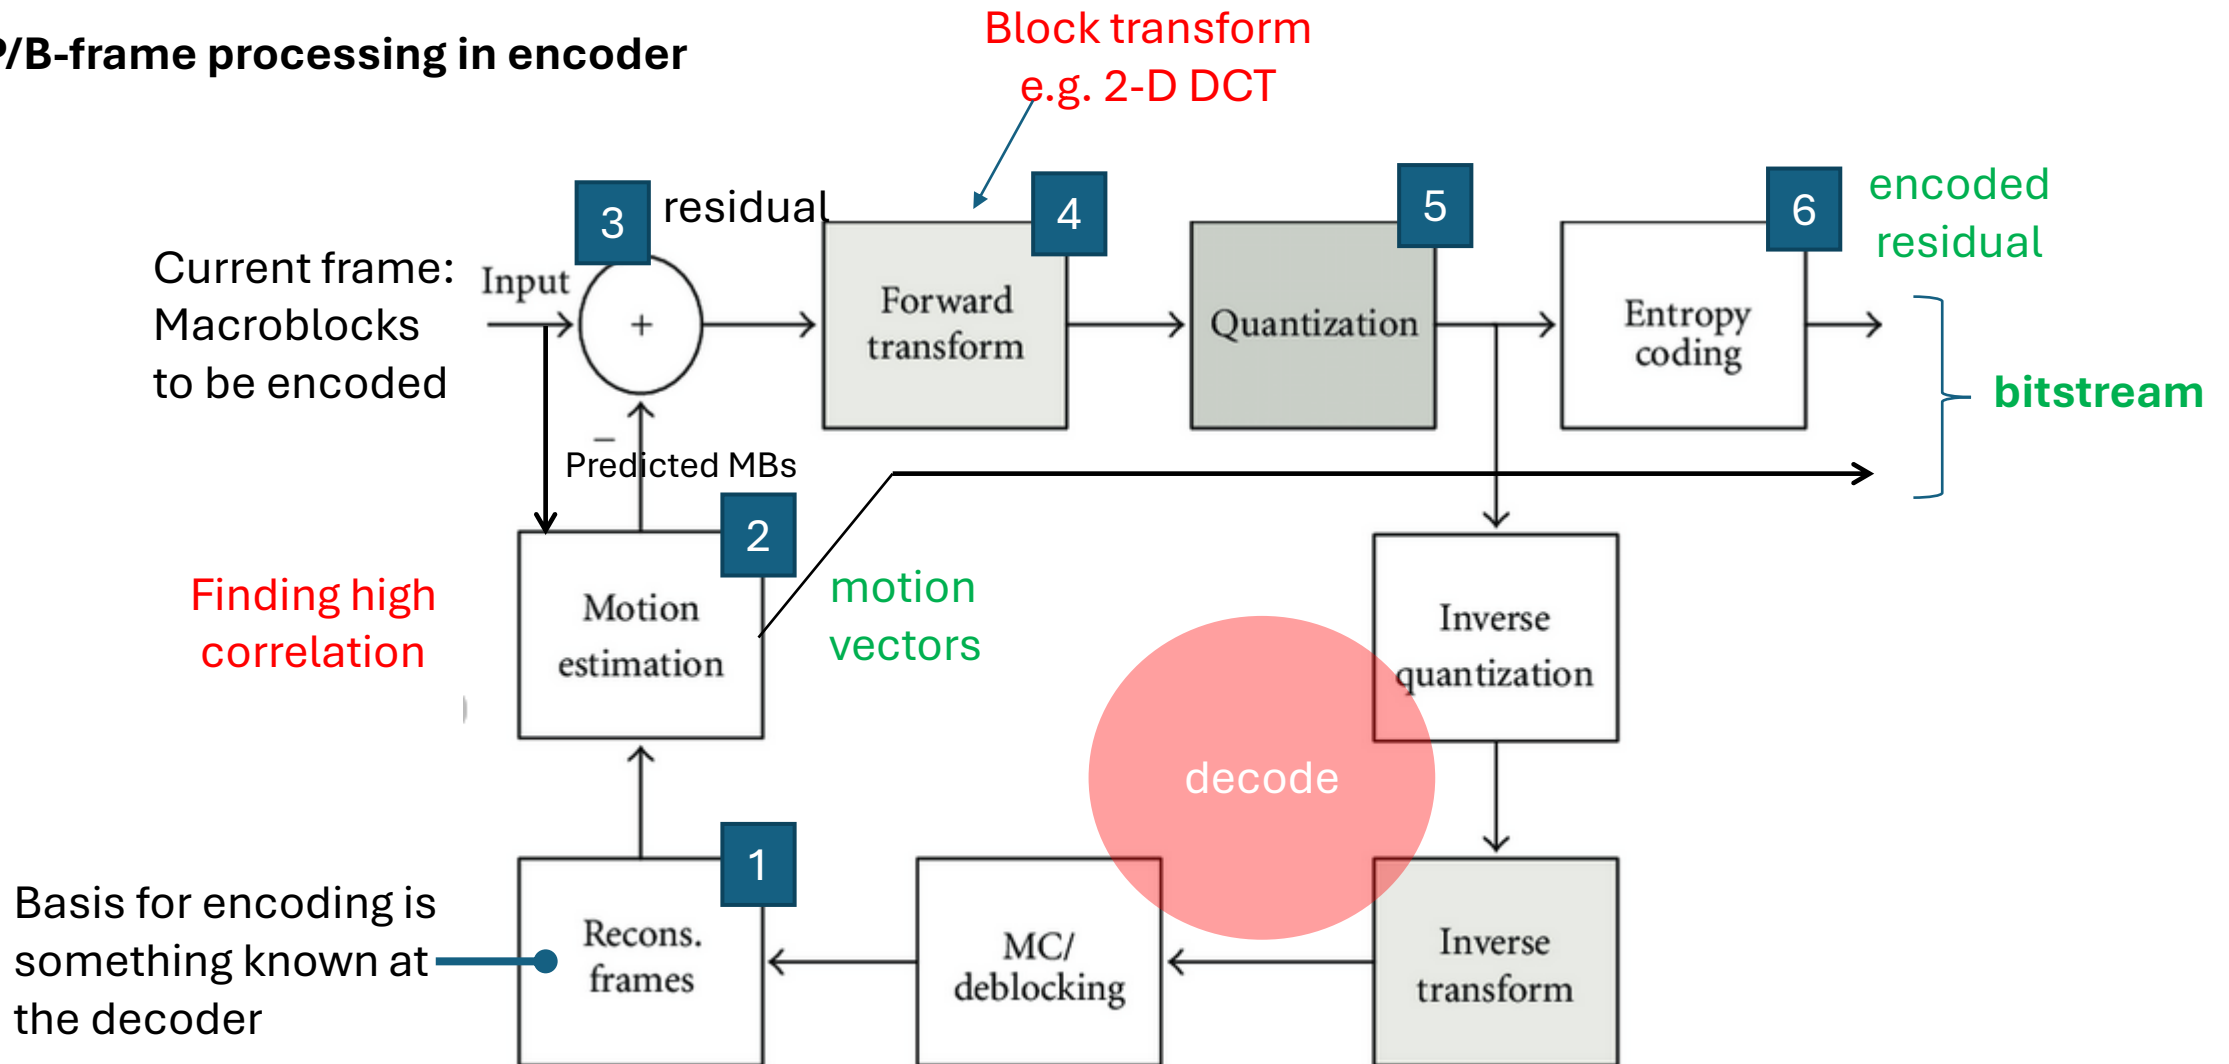 P/B-frame processing in encoder
Block transform
e.g. 2-D DCT
3
residual
4
5
6
encoded
residual
Current frame:
Macroblocks
to be encoded
Input
+
Forward
transform
Quantization
Entropy
coding
bitstream
–
Predicted MBs
2
Finding high
correlation
Motion
estimation
motion
vectors
Inverse
quantization
decode
1
Basis for encoding is
something known at
the decoder
Recons.
frames
MC/
deblocking
Inverse
transform